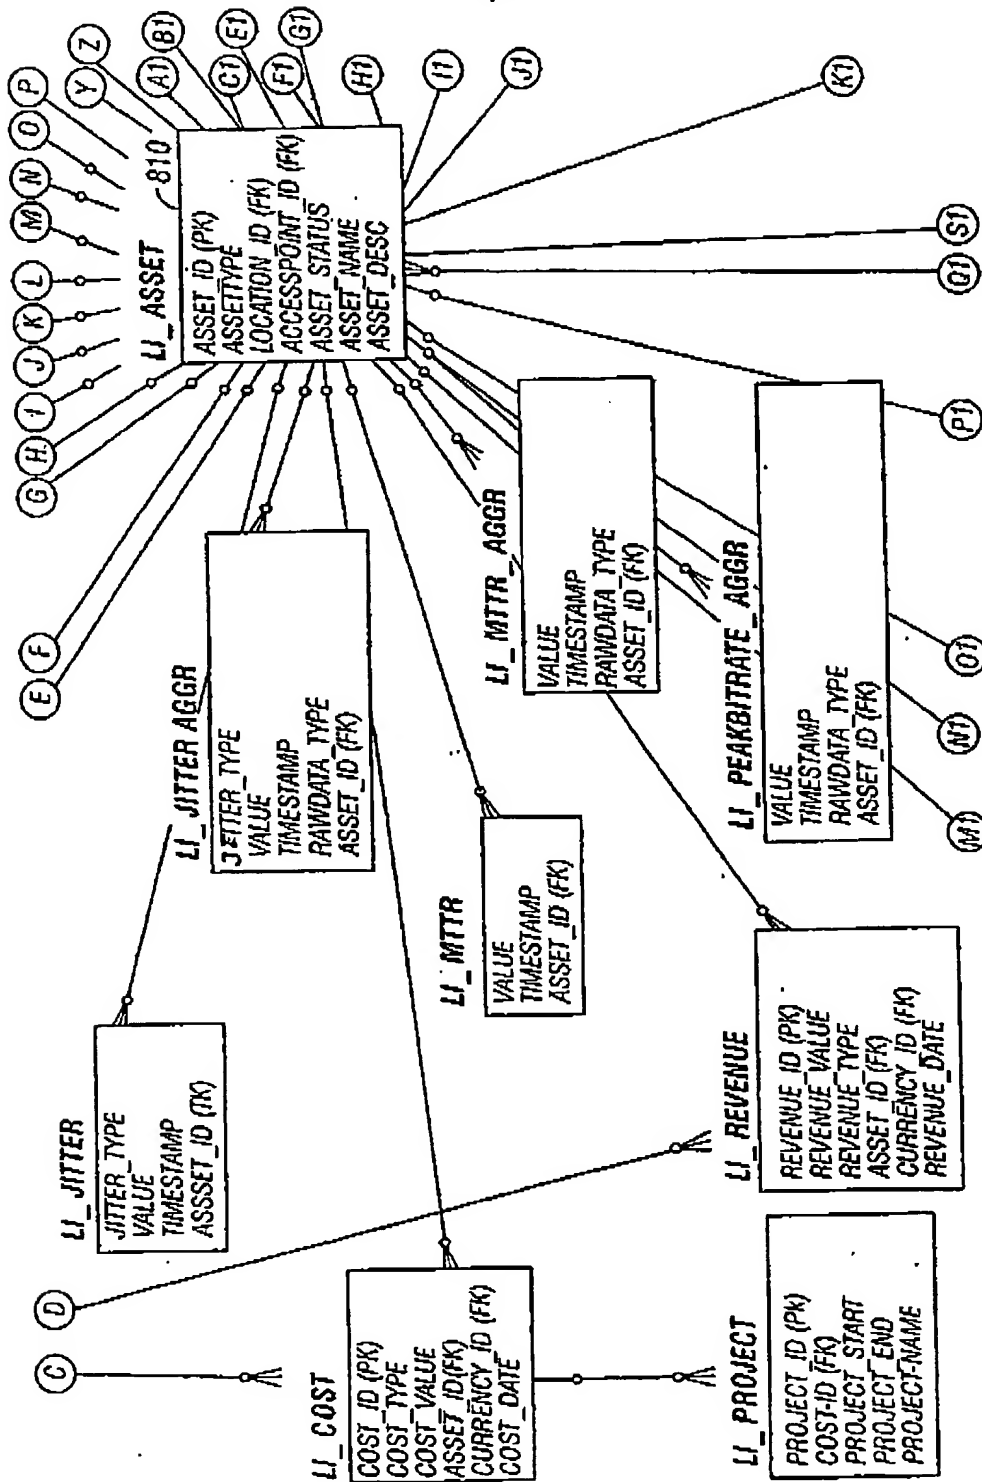 C
D
E
F
G
H
I
J
K
L
M
N
O
P
Y
Z
A1
B1
C1
E1
F1
G1
H1
I1
J1
K1
S1
Q1
P1
O1
N1
M1
LI_ASSET
810
ASSET_ID (PK)
ASSETTYPE
LOCATION_ID (FK)
ACCESSPOINT_ID (FK)
ASSET_STATUS
ASSET_NAME
ASSET_DESC
LI_JITTER
JITTER_TYPE
VALUE
TIMESTAMP
ASSSET_ID (TK)
LI_JITTER AGGR
JETTER_TYPE
VALUE
TIMESTAMP
RAWDATA_TYPE
ASSET_ID (FK)
LI_MTTR
VALUE
TIMESTAMP
ASSET_ID (FK)
LI_MTTR_AGGR
VALUE
TIMESTAMP
RAWDATA_TYPE
ASSET_ID (FK)
LI_COST
COST_ID (PK)
COST_TYPE
COST_VALUE
ASSET_ID(FK)
CURRENCY_ID (FK)
COST_DATE
LI_PROJECT
PROJECT_ID (PK)
COST-ID (FK)
PROJECT_START
PROJECT_END
PROJECT-NAME
LI_REVENUE
REVENUE_ID (PK)
REVENUE_VALUE
REVENUE_TYPE
ASSET_ID (FK)
CURRENCY_ID (FK)
REVENUE_DATE
LI_PEAKBITRATE_AGGR
VALUE
TIMESTAMP
RAWDATA_TYPE
ASSET_ID (FK)